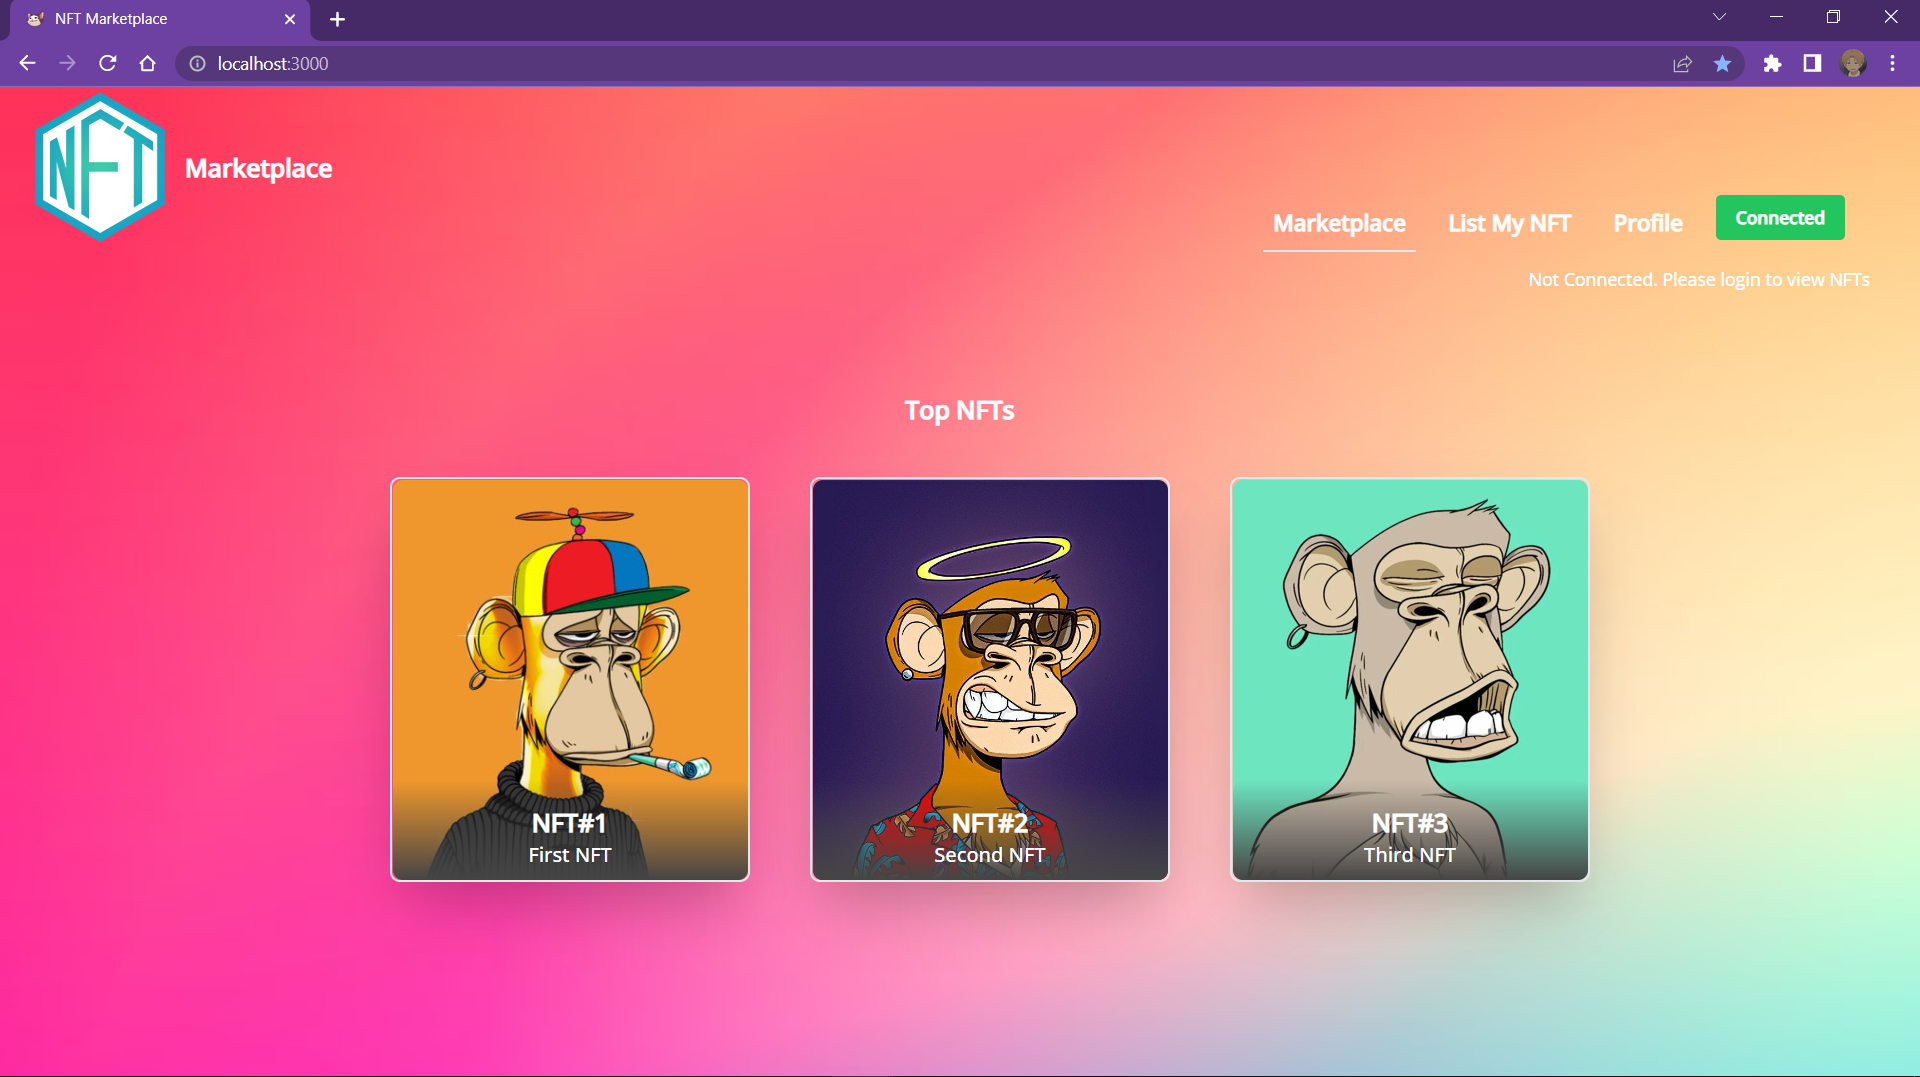 NFT Marketplace
localhost:3000
NFT
Marketplace
Marketplace List My NFT Profile Connected
Not Connected. Please login to view NFTs
Top NFTs
NFT#1
First NFT
NFT#2
Second NFT
NFT#3
Third NFT